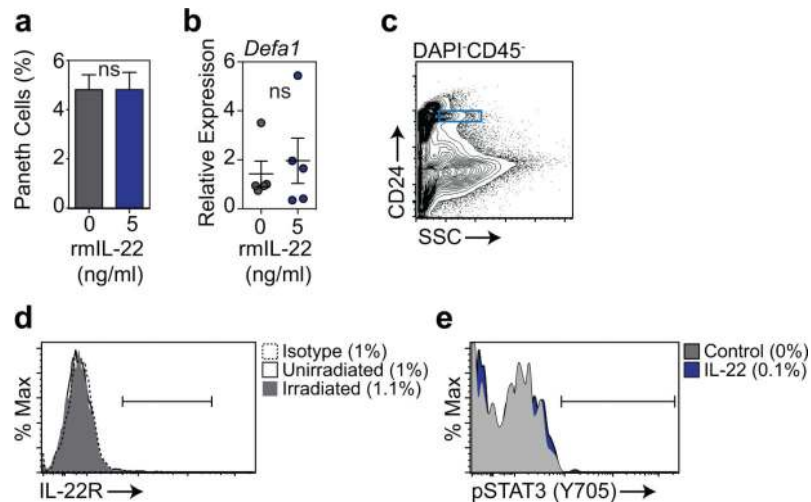 a
Paneth Cells (%)
6
4
2
0
ns
0 5
rmIL-22
(ng/ml)
b
Defa1
Relative Expresison
6
4
2
0
ns
0 5
rmIL-22
(ng/ml)
c
DAPI-CD45-
CD24
SSC
d
% Max
IL-22R
Isotype (1%)
Unirradiated (1%)
Irradiated (1.1%)
e
% Max
pSTAT3 (Y705)
Control (0%)
IL-22 (0.1%)